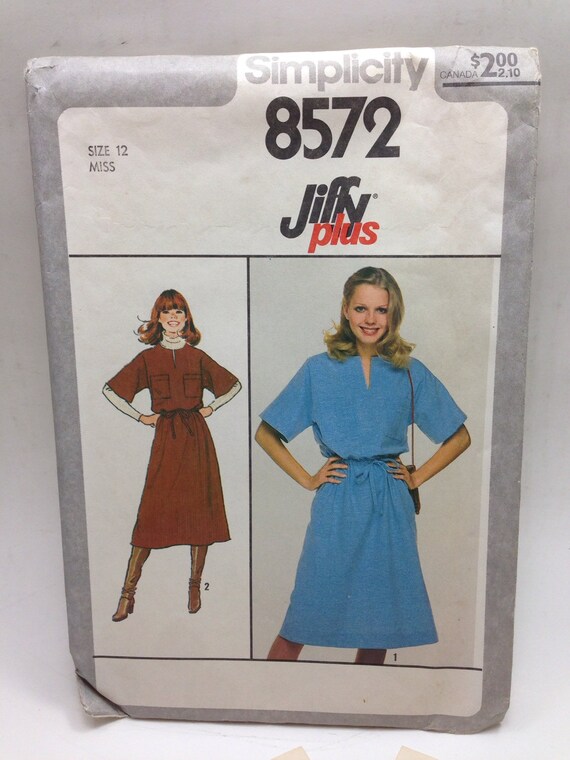 Simplicity
$2.00
CANADA 2.10
8572
SIZE 12
MISS
Jiffy®
plus
2
1